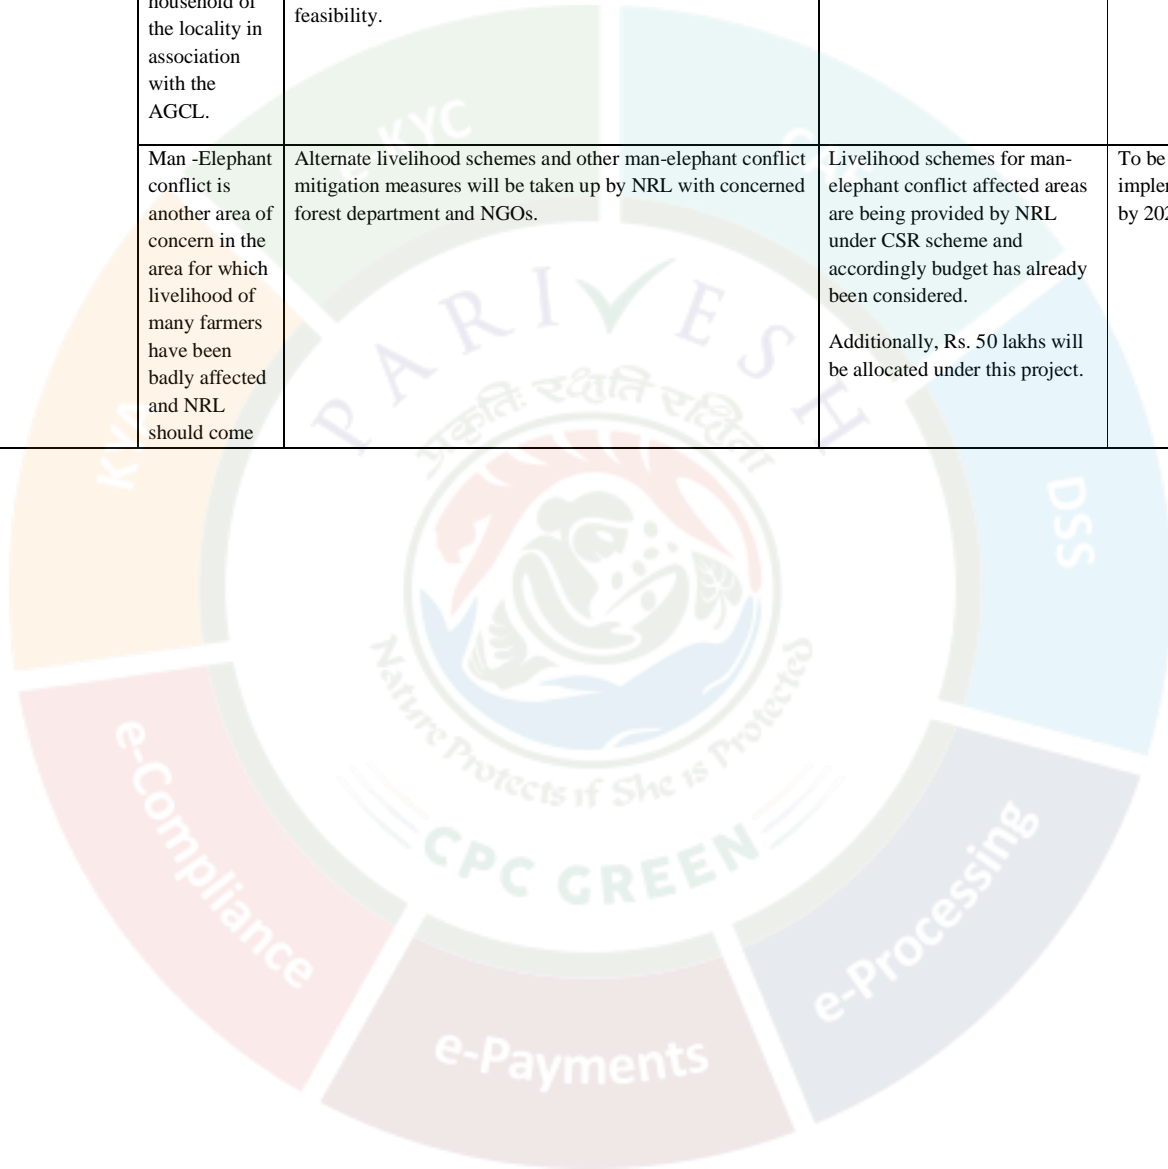 household of
the locality in
association
with the
AGCL.
feasibility.
Man -Elephant
conflict is
another area of
concern in the
area for which
livelihood of
many farmers
have been
badly affected
and NRL
should come
Alternate livelihood schemes and other man-elephant conflict
mitigation measures will be taken up by NRL with concerned
forest department and NGOs.
Livelihood schemes for man-
elephant conflict affected areas
are being provided by NRL
under CSR scheme and
accordingly budget has already
been considered.
Additionally, Rs. 50 lakhs will
be allocated under this project.
To be
by
e-KYC
KYA
DSS
PARIVESH
प्रकृतिः रक्षति रक्षिता
Nature Protects if She is Protected
CPC GREEN
e-Compliance
e-Payments
e-Processing